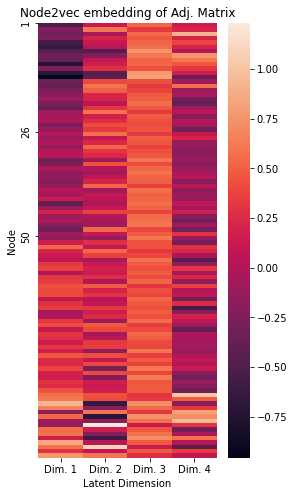 Node2vec embedding of Adj. Matrix
1
26
50
Node
Dim. 1 Dim. 2 Dim. 3 Dim. 4
Latent Dimension
1.00
0.75
0.50
0.25
0.00
−0.25
−0.50
−0.75